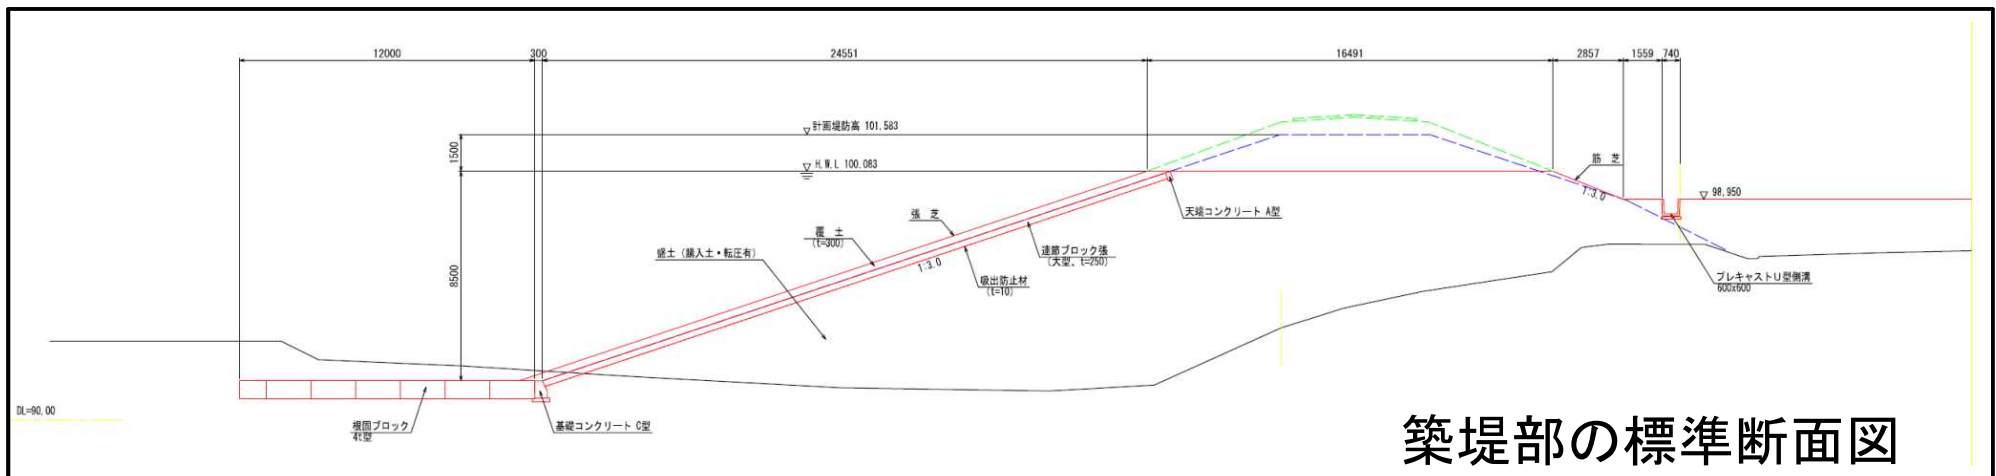 12000
300
24551
16491
2857
1559
740
計画堤防高 101.583
1500
H.W.L 100.083
筋 芝
1:3.0
98.950
張 芝
天端コンクリート A型
覆 土
(t=300)
連節ブロック張
(大型、t=250)
盛土（購入土・転圧有）
1:3.0
吸出防止材
(t=10)
8500
プレキャストU型側溝
600x600
DL=90.00
根固ブロック
4t型
基礎コンクリート C型
築堤部の標準断面図